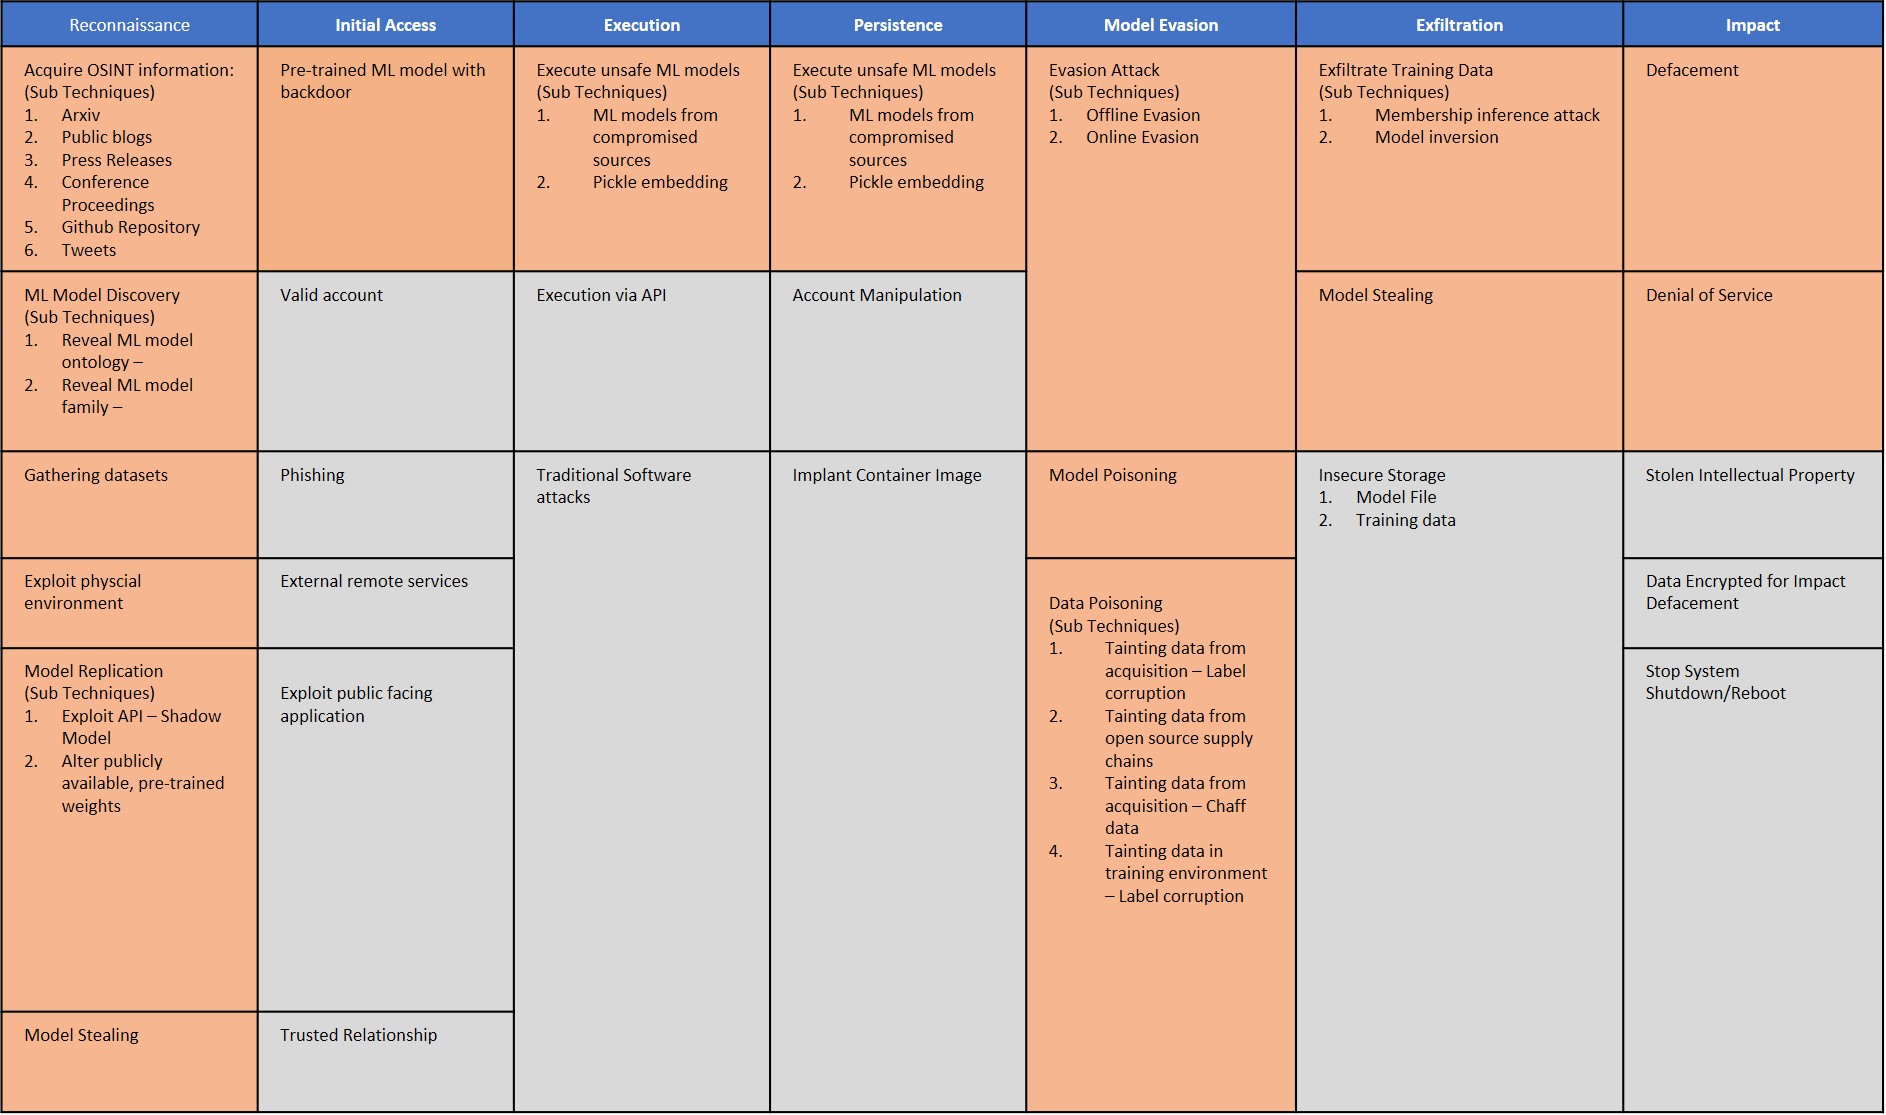 Reconnaissance
Initial Access
Execution
Persistence
Model Evasion
Exfiltration
Impact
Acquire OSINT information:
(Sub Techniques)
1. Arxiv
2. Public blogs
3. Press Releases
4. Conference
Proceedings
5. Github Repository
6. Tweets
Pre-trained ML model with
backdoor
Execute unsafe ML models
(Sub Techniques)
1. ML models from
compromised
sources
2. Pickle embedding
Execute unsafe ML models
(Sub Techniques)
1. ML models from
compromised
sources
2. Pickle embedding
Evasion Attack
(Sub Techniques)
1. Offline Evasion
2. Online Evasion
Exfiltrate Training Data
(Sub Techniques)
1. Membership inference attack
2. Model inversion
Defacement
ML Model Discovery
(Sub Techniques)
1. Reveal ML model
ontology –
2. Reveal ML model
family –
Valid account
Execution via API
Account Manipulation
Model Stealing
Denial of Service
Gathering datasets
Phishing
Traditional Software
attacks
Implant Container Image
Model Poisoning
Insecure Storage
1. Model File
2. Training data
Stolen Intellectual Property
Exploit physcial
environment
External remote services
Data Poisoning
(Sub Techniques)
1. Tainting data from
acquisition – Label
corruption
2. Tainting data from
open source supply
chains
3. Tainting data from
acquisition – Chaff
data
4. Tainting data in
training environment
– Label corruption
Data Encrypted for Impact
Defacement
Model Replication
(Sub Techniques)
1. Exploit API – Shadow
Model
2. Alter publicly
available, pre-trained
weights
Exploit public facing
application
Stop System
Shutdown/Reboot
Model Stealing
Trusted Relationship